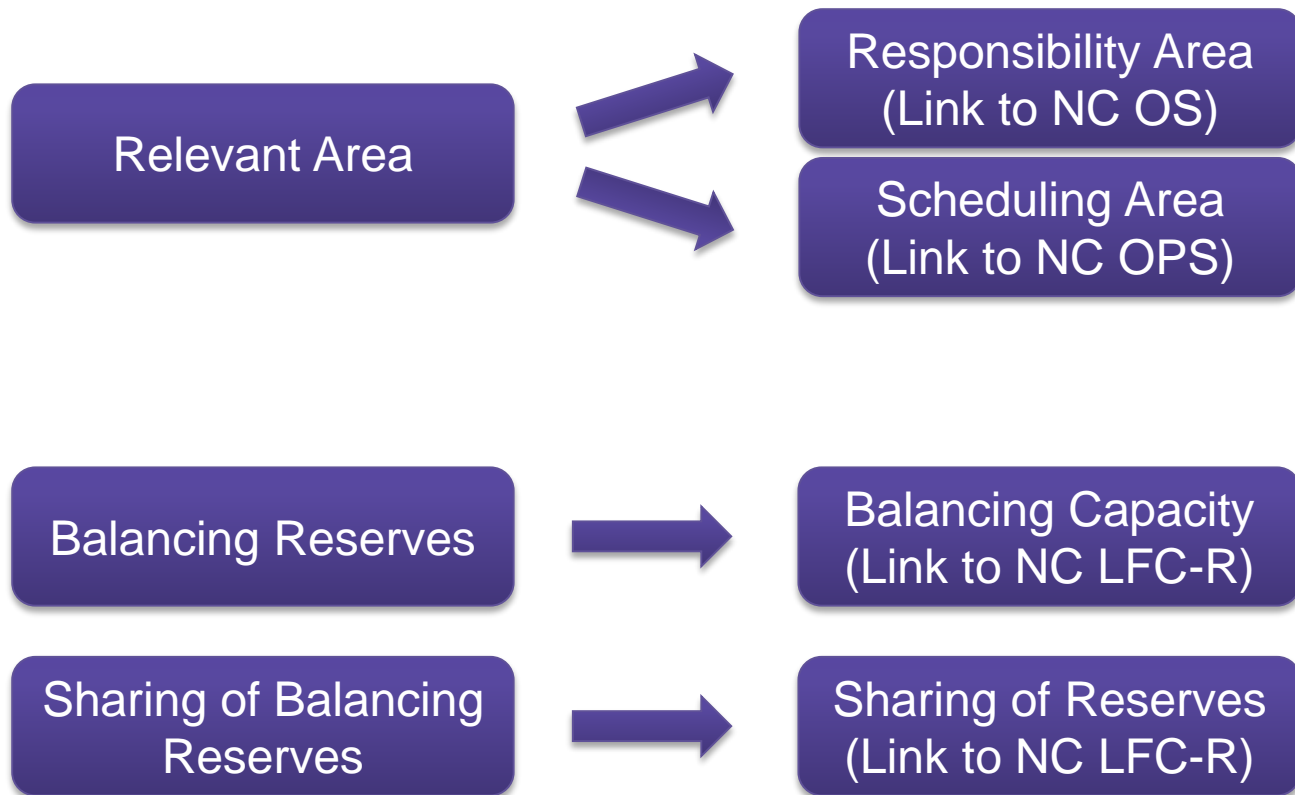 Relevant Area
Responsibility Area
(Link to NC OS)
Scheduling Area
(Link to NC OPS)
Balancing Reserves
Balancing Capacity
(Link to NC LFC-R)
Sharing of Balancing
Reserves
Sharing of Reserves
(Link to NC LFC-R)